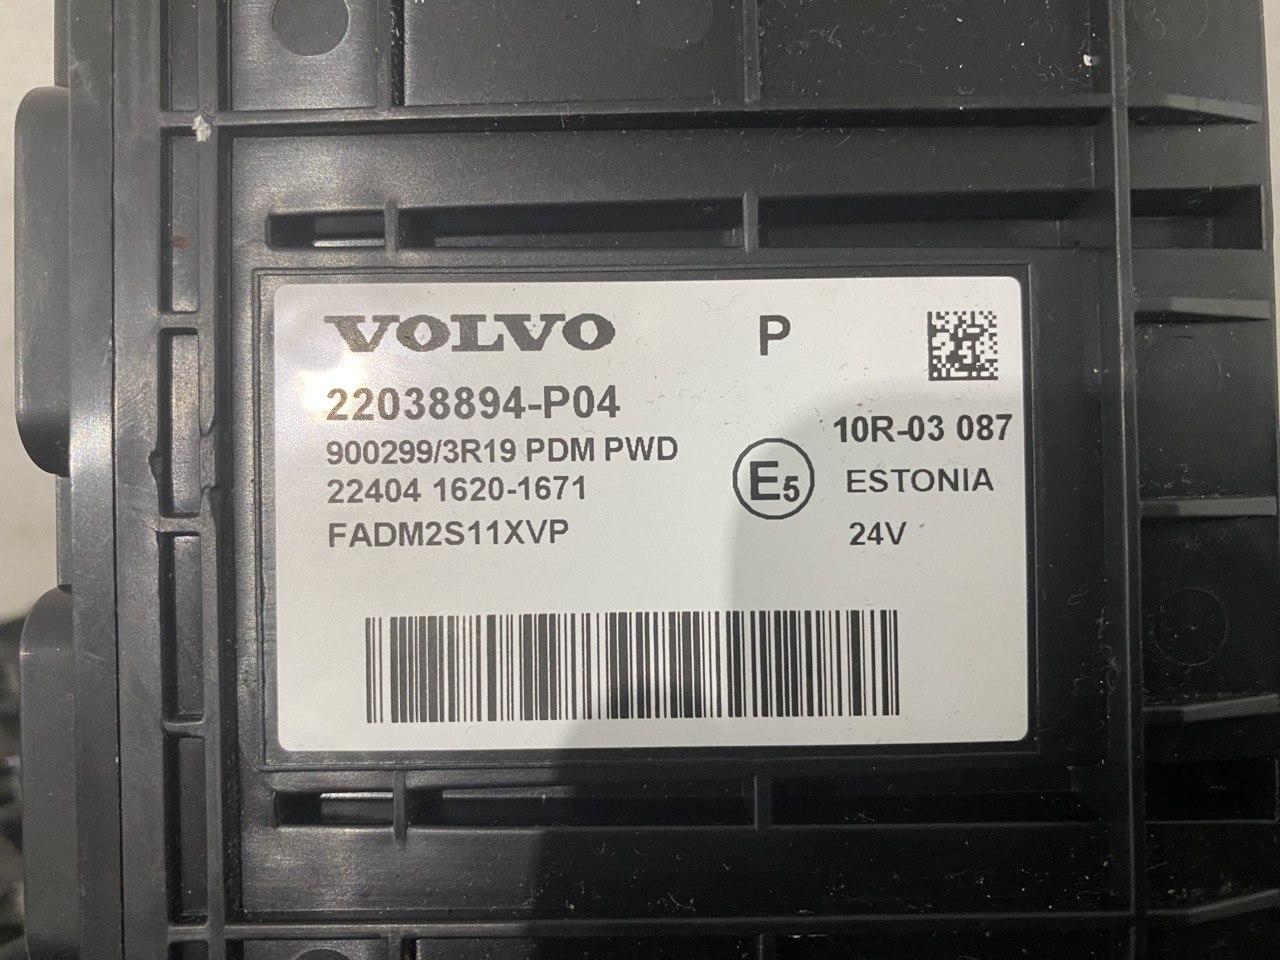 VOLVO P
22038894-P04
10R-03 087
900299/3R19 PDM PWD
22404 1620-1671
E5 ESTONIA
FADM2S11XVP
24V